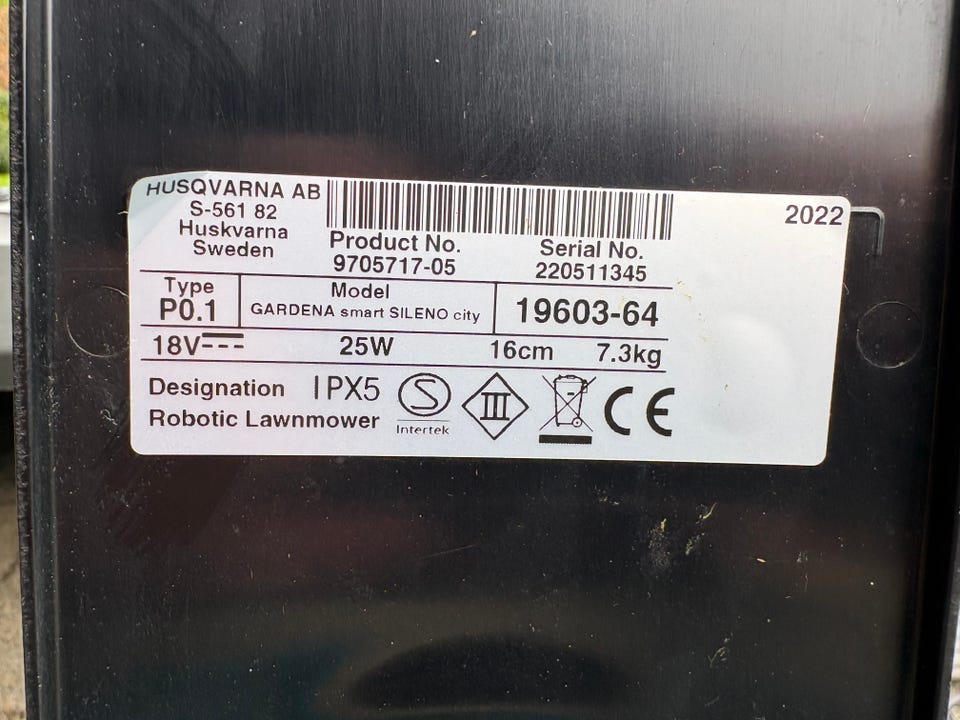 HUSQVARNA AB
S-561 82
Huskvarna
Sweden
Product No.
9705717-05
Serial No.
220511345
2022
Type
P0.1
Model
GARDENA smart SILENO city
19603-64
18V
25W
16cm
7.3kg
Designation
Robotic Lawnmower
IPX5
S
Intertek
III
CE